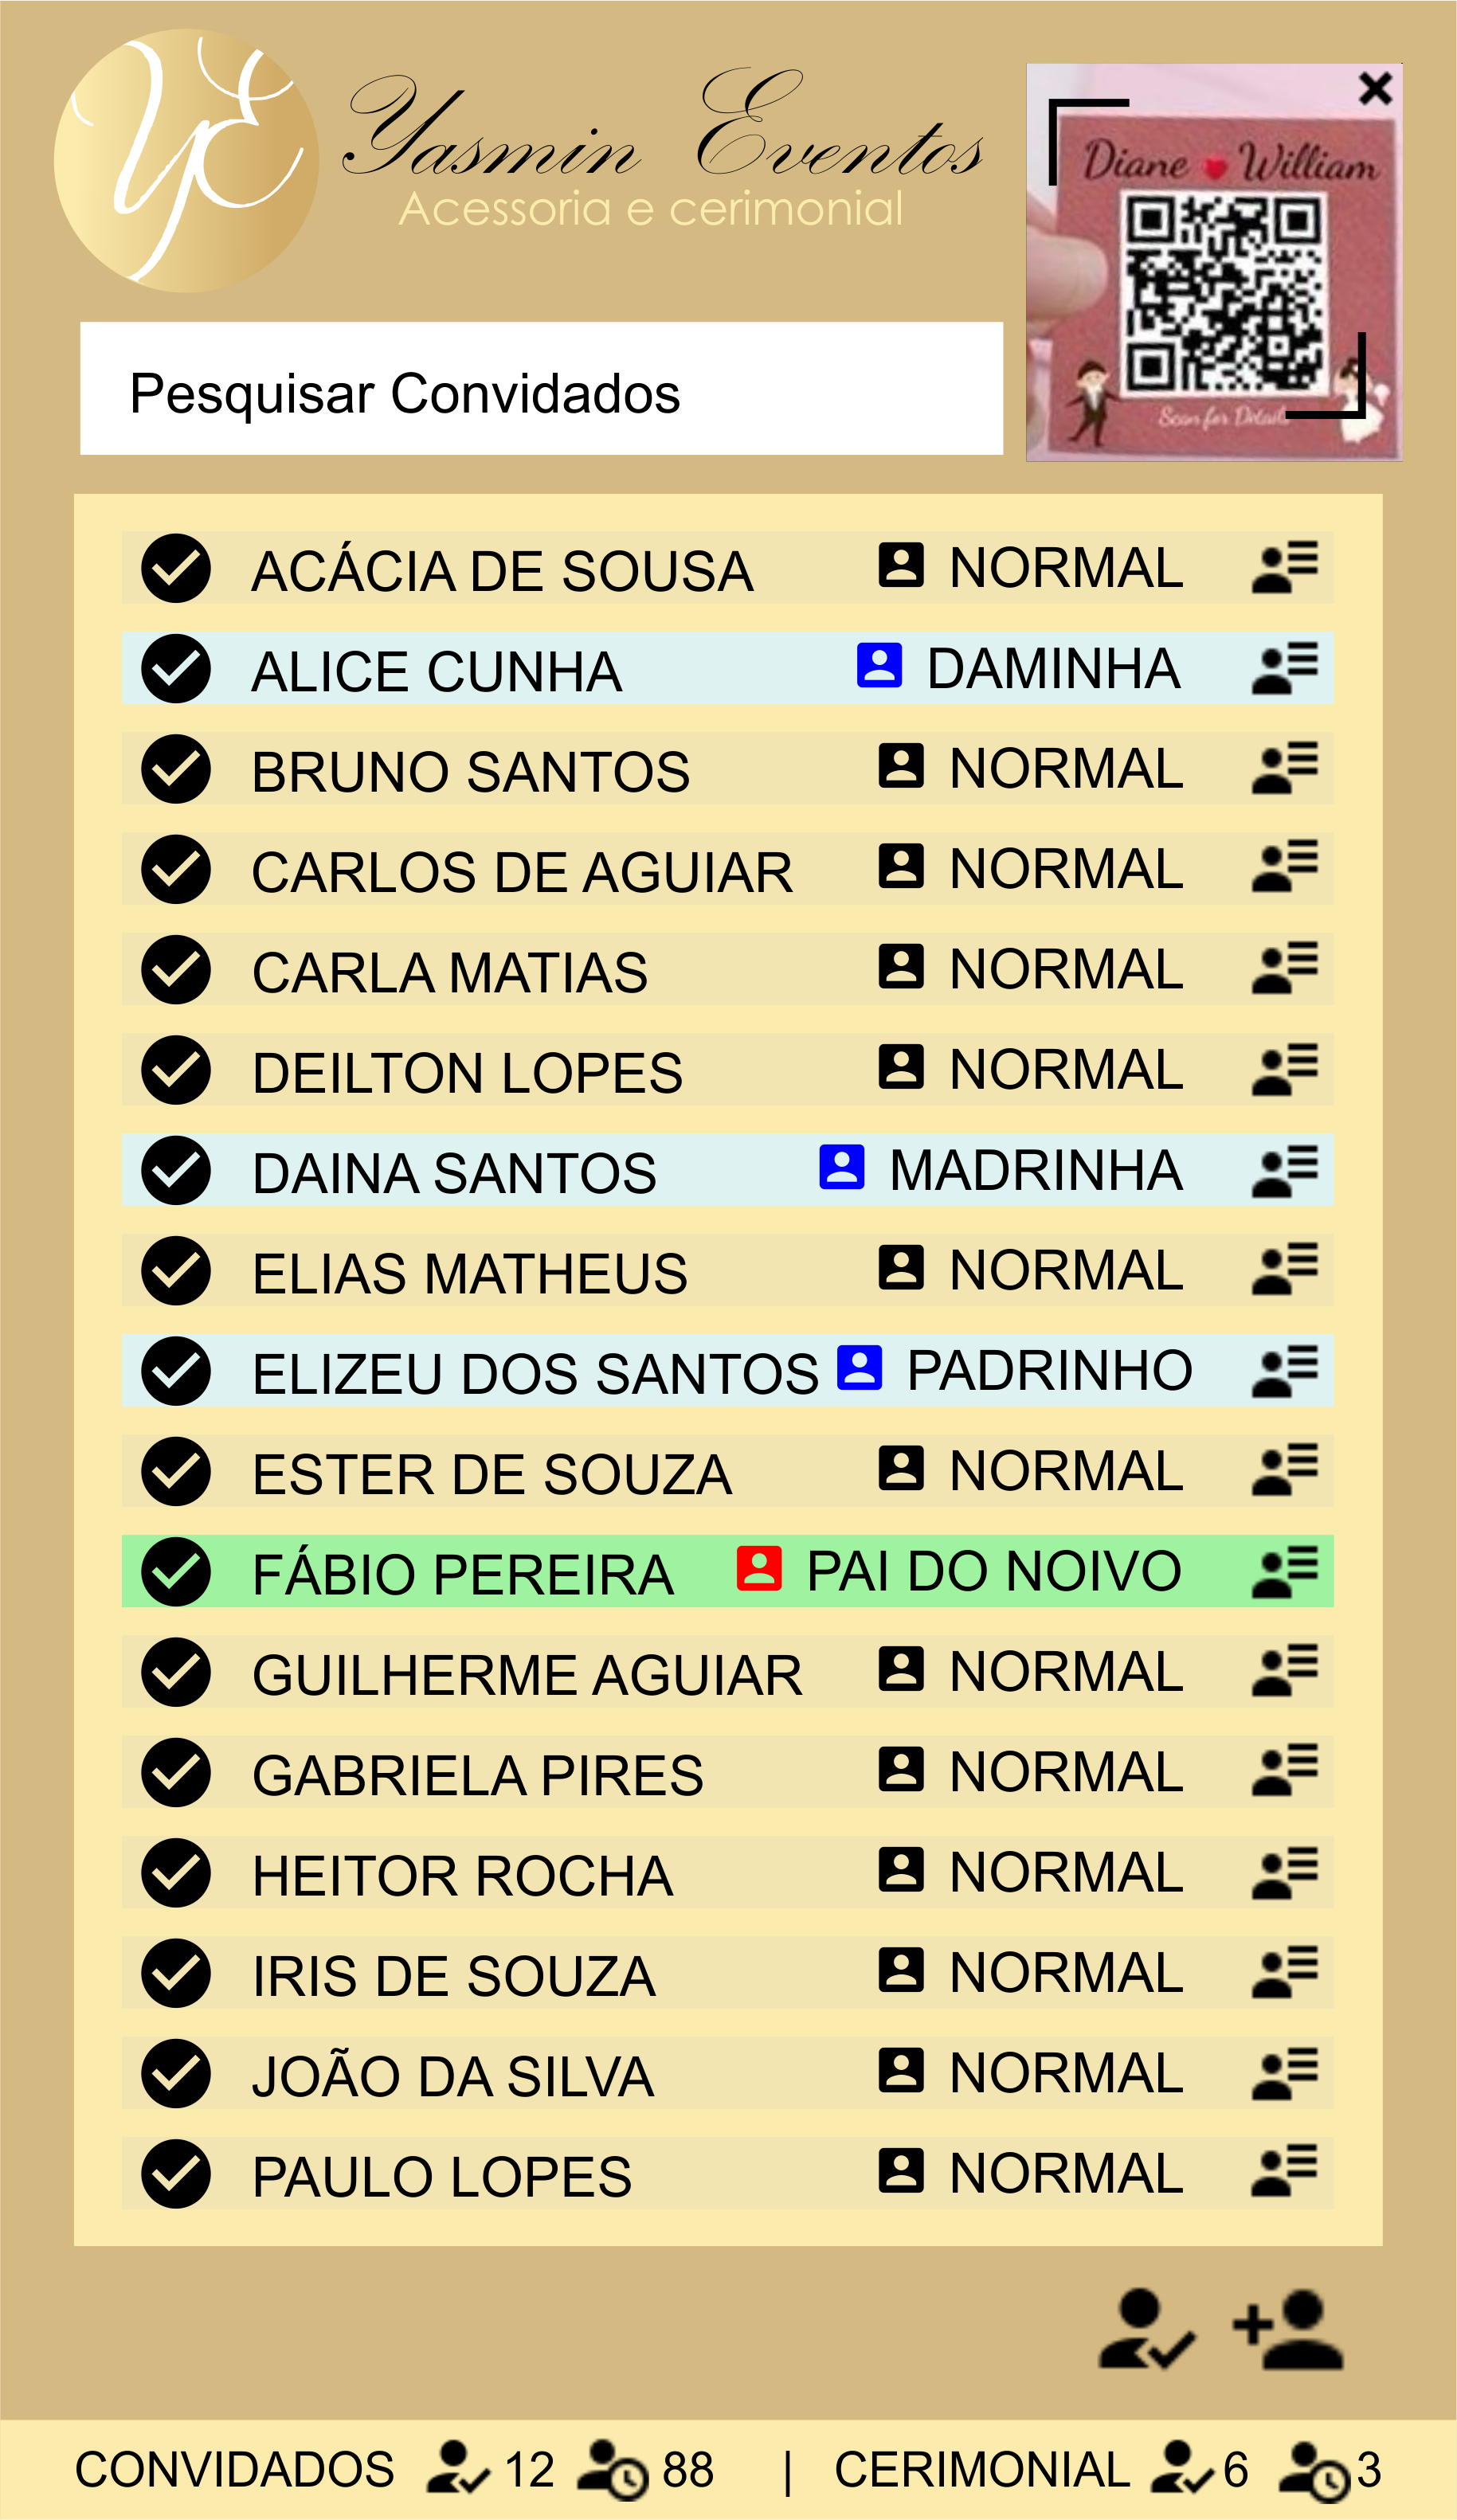 Yasmin Eventos
Acessoria e cerimonial
Diane William
Scan for Details
Pesquisar Convidados
ACÁCIA DE SOUSA NORMAL
ALICE CUNHA DAMINHA
BRUNO SANTOS NORMAL
CARLOS DE AGUIAR NORMAL
CARLA MATIAS NORMAL
DEILTON LOPES NORMAL
DAINA SANTOS MADRINHA
ELIAS MATHEUS NORMAL
ELIZEU DOS SANTOS PADRINHO
ESTER DE SOUZA NORMAL
FÁBIO PEREIRA PAI DO NOIVO
GUILHERME AGUIAR NORMAL
GABRIELA PIRES NORMAL
HEITOR ROCHA NORMAL
IRIS DE SOUZA NORMAL
JOÃO DA SILVA NORMAL
PAULO LOPES NORMAL
CONVIDADOS 12 88 | CERIMONIAL 6 3